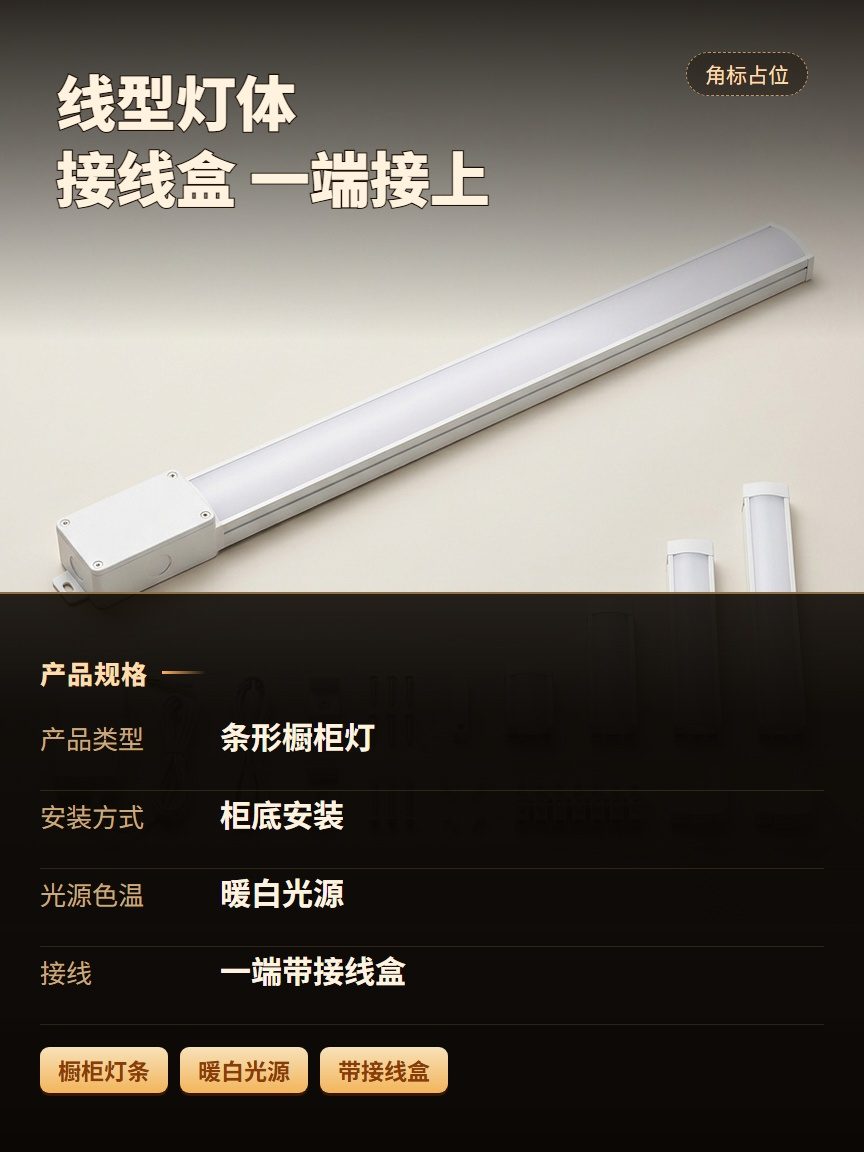 线型灯体
接线盒 一端接上
角标占位
产品规格
产品类型 条形橱柜灯
安装方式 柜底安装
光源色温 暖白光源
接线 一端带接线盒
橱柜灯条 暖白光源 带接线盒